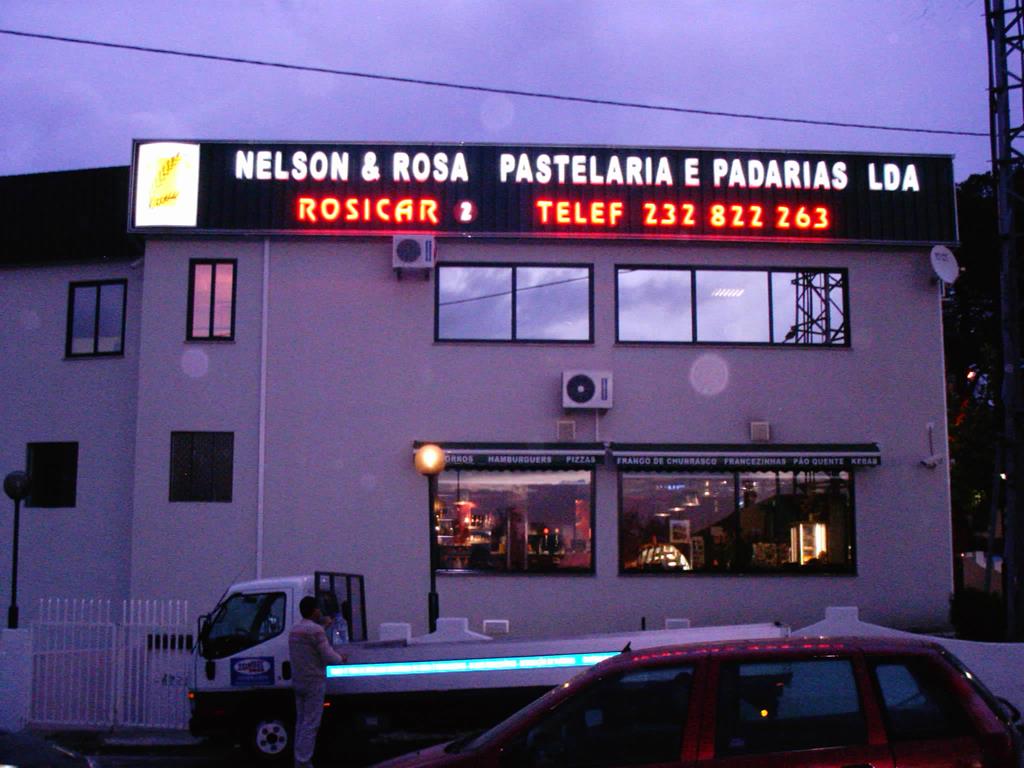 NELSON & ROSA PASTELARIA E PADARIAS LDA
ROSICAR 2 TELEF 232 822 263
HAMBURGUERS PIZZAS
FRANGO DE CHURRASCO FRANCEZINHAS PÃO QUENTE KEBAB